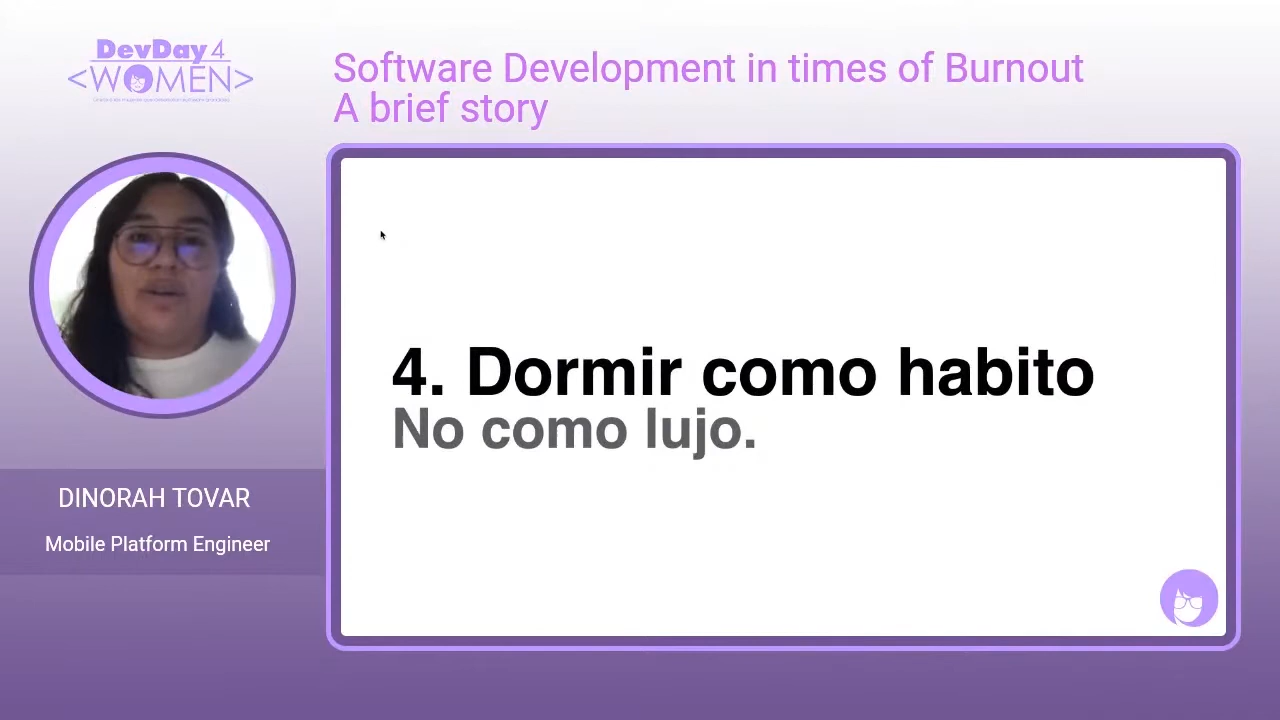 DevDay4
<WOMEN>
Software Development in times of Burnout
A brief story
4. Dormir como habito
No como lujo.
DINORAH TOVAR
Mobile Platform Engineer